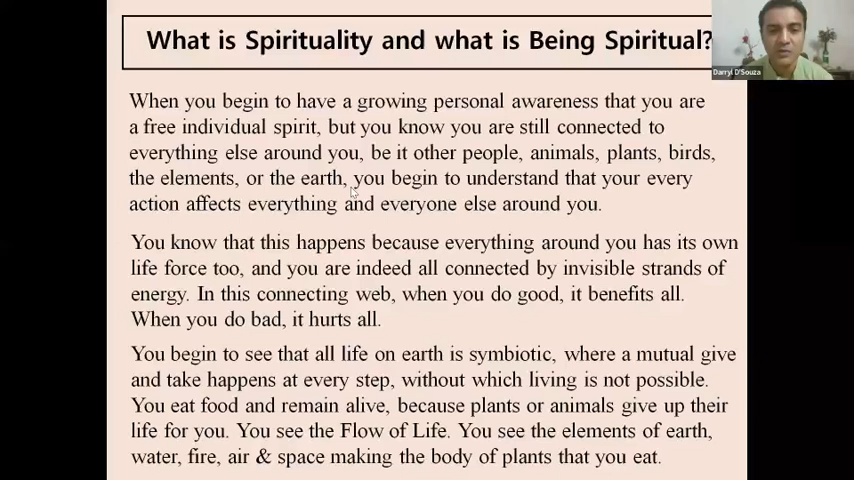 What is Spirituality and what is Being Spiritual?
Darryl D'Souza
When you begin to have a growing personal awareness that you are
a free individual spirit, but you know you are still connected to
everything else around you, be it other people, animals, plants, birds,
the elements, or the earth, you begin to understand that your every
action affects everything and everyone else around you.
You know that this happens because everything around you has its own
life force too, and you are indeed all connected by invisible strands of
energy. In this connecting web, when you do good, it benefits all.
When you do bad, it hurts all.
You begin to see that all life on earth is symbiotic, where a mutual give
and take happens at every step, without which living is not possible.
You eat food and remain alive, because plants or animals give up their
life for you. You see the Flow of Life. You see the elements of earth,
water, fire, air & space making the body of plants that you eat.